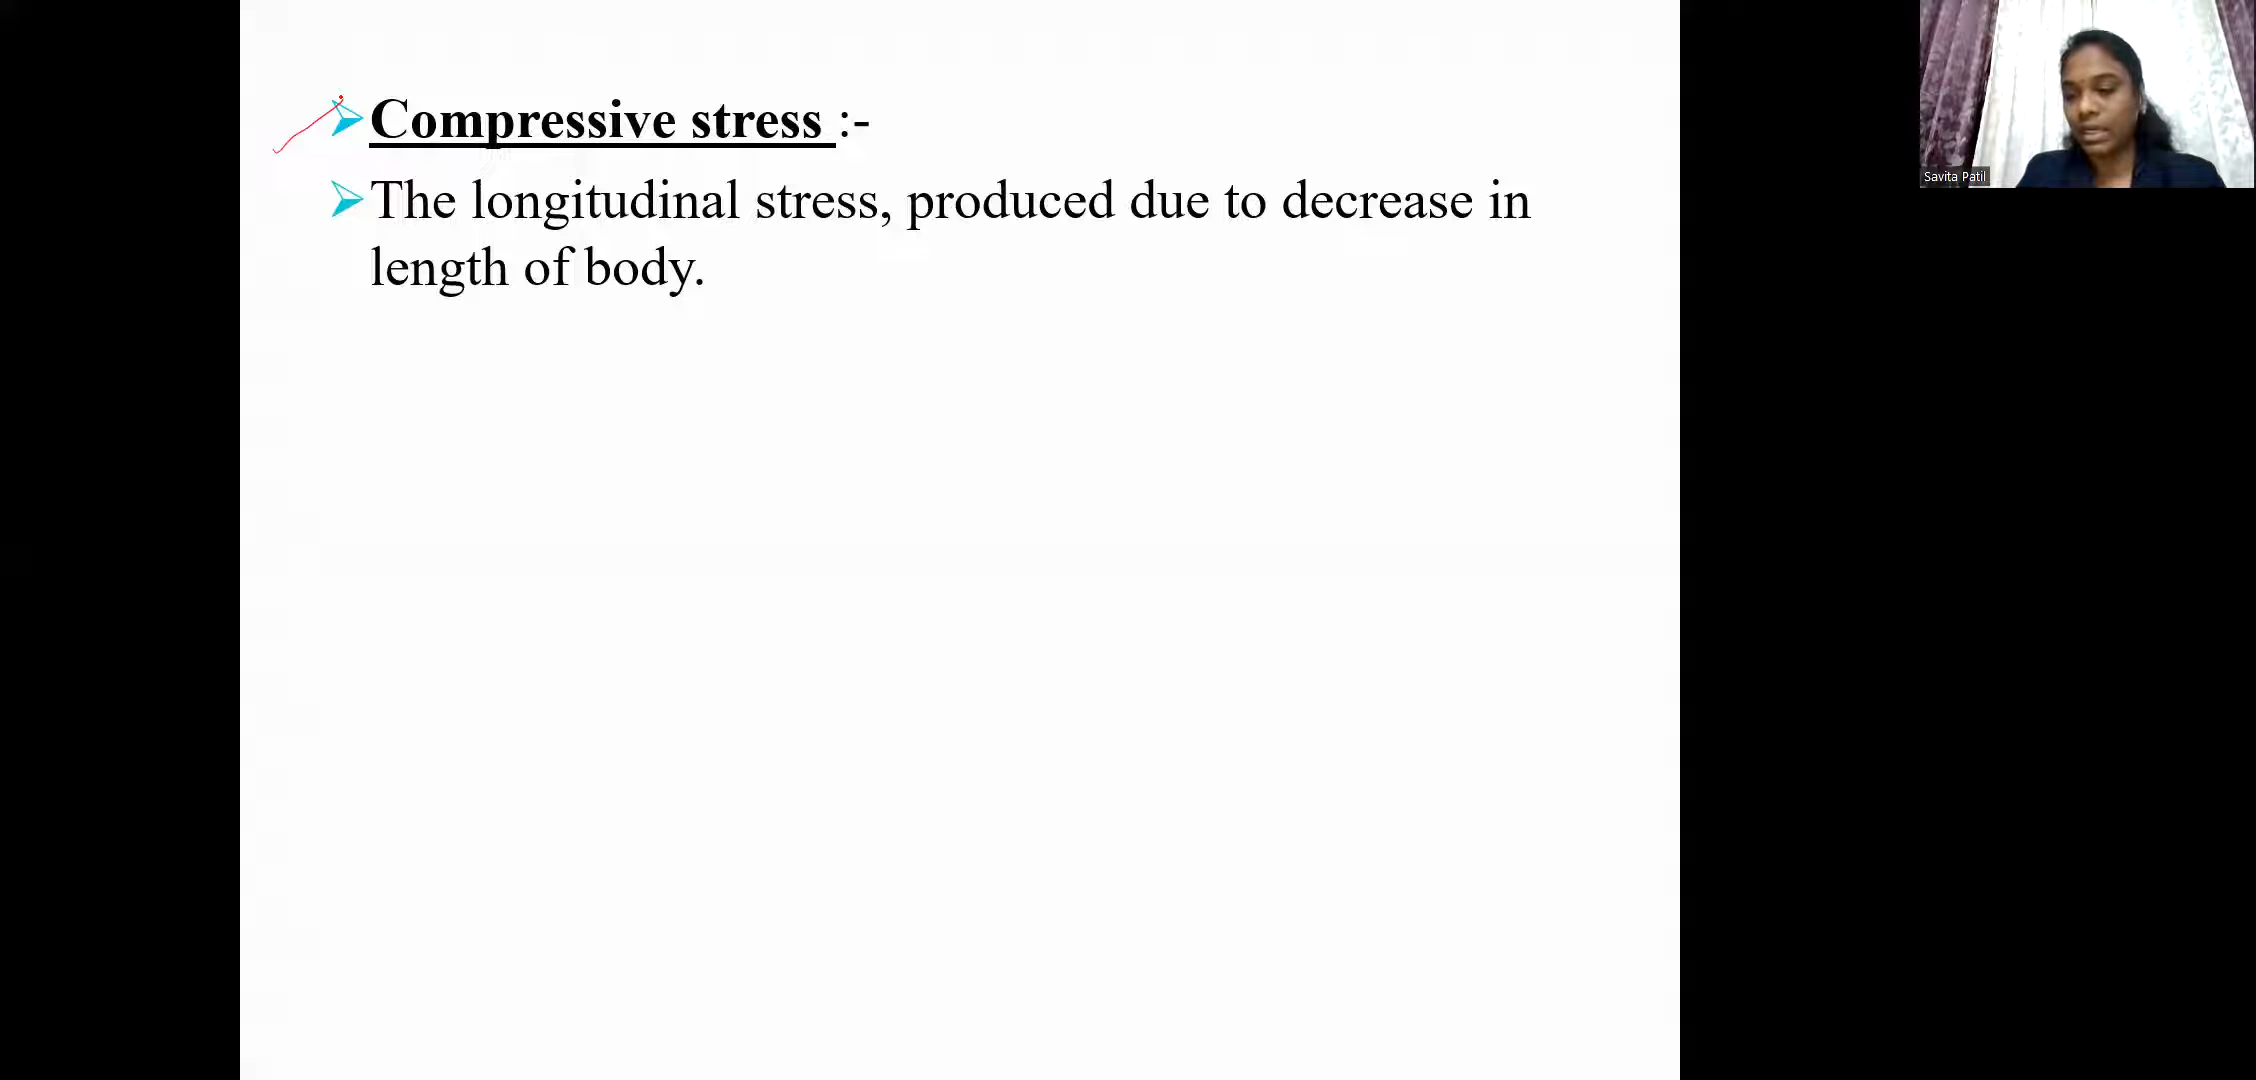 Compressive stress :-
The longitudinal stress, produced due to decrease in
length of body.
Savita Patil